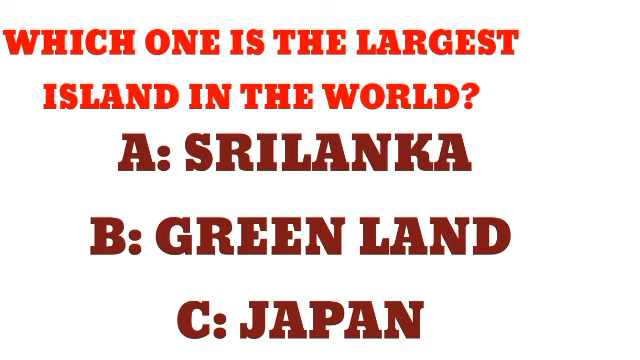 WHICH ONE IS THE LARGEST
ISLAND IN THE WORLD?
A: SRILANKA
B: GREEN LAND
C: JAPAN